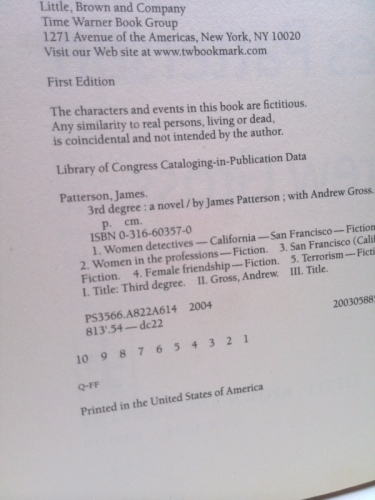 Little, Brown and Company
Time Warner Book Group
1271 Avenue of the Americas, New York, NY 10020
Visit our Web site at www.twbookmark.com
First Edition
The characters and events in this book are fictitious.
Any similarity to real persons, living or dead,
is coincidental and not intended by the author.
Library of Congress Cataloging-in-Publication Data
Patterson, James.
3rd degree : a novel / by James Patterson ; with Andrew Gross.
p. cm.
ISBN 0-316-60357-0
1. Women detectives — California — San Francisco — Fiction
2. Women in the professions — Fiction. 3. San Francisco (Calif
Fiction. 4. Female friendship — Fiction. 5. Terrorism — Ficti
I. Title: Third degree. II. Gross, Andrew. III. Title.
PS3566.A822A614 2004
813'.54 — dc22 200305885
10 9 8 7 6 5 4 3 2 1
Q-FF
Printed in the United States of America